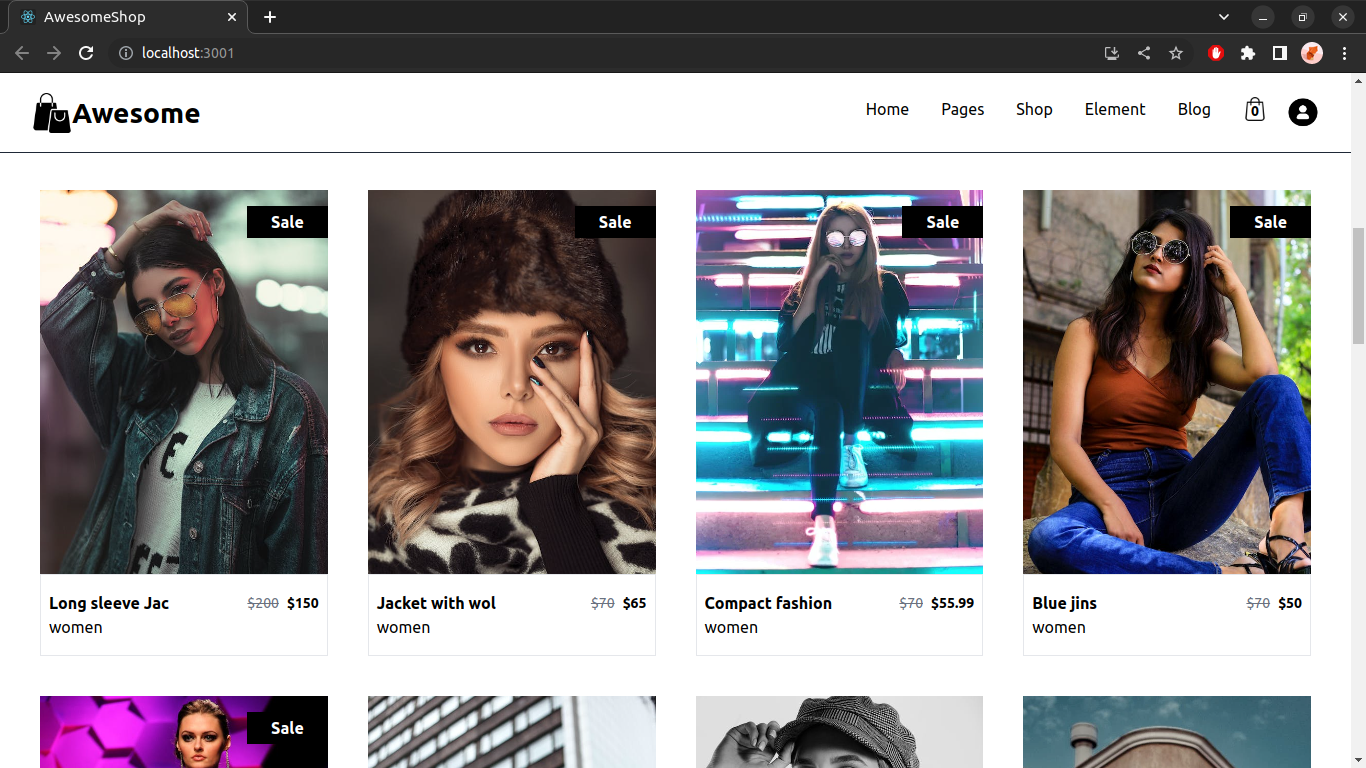 AwesomeShop
localhost:3001
Awesome
Home Pages Shop Element Blog 0
Sale Sale Sale Sale
Long sleeve Jac $200 $150 Jacket with wol $70 $65 Compact fashion $70 $55.99 Blue jins $70 $50
women women women women
Sale